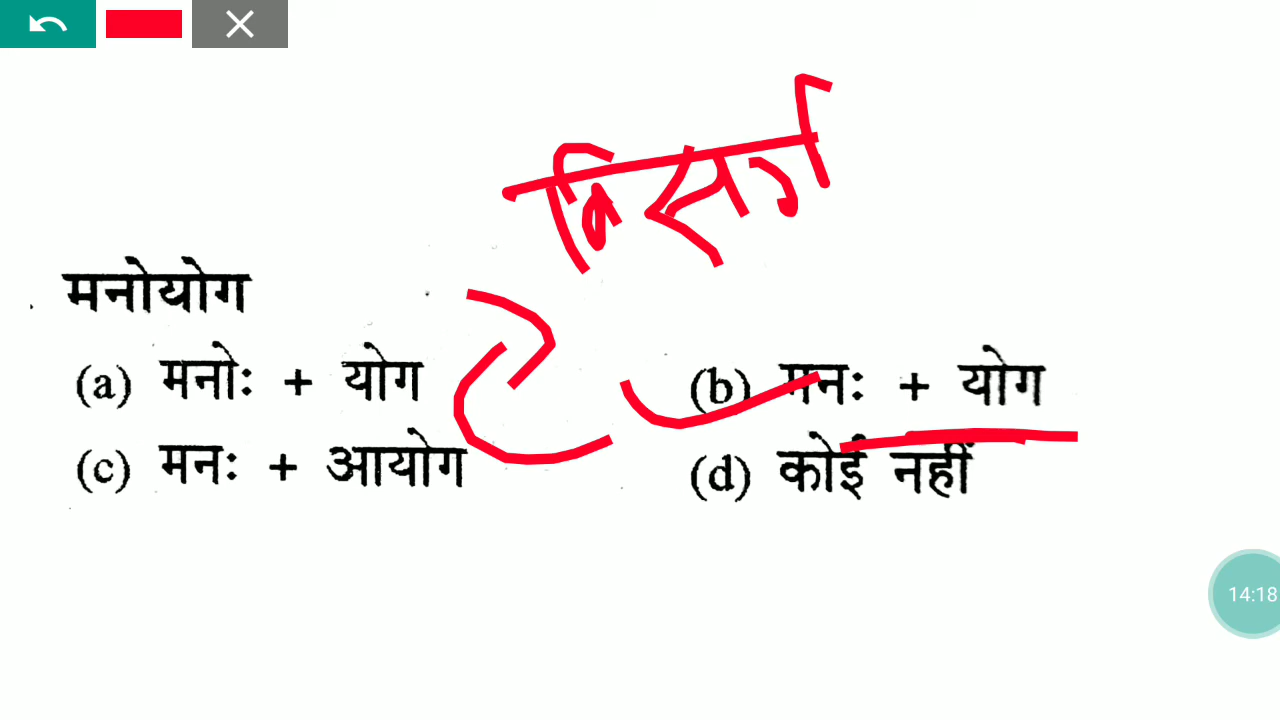 विसर्ग
मनोयोग
(a) मनोः + योग (b) मनः + योग
(c) मनः + आयोग (d) कोई नहीं
14:18